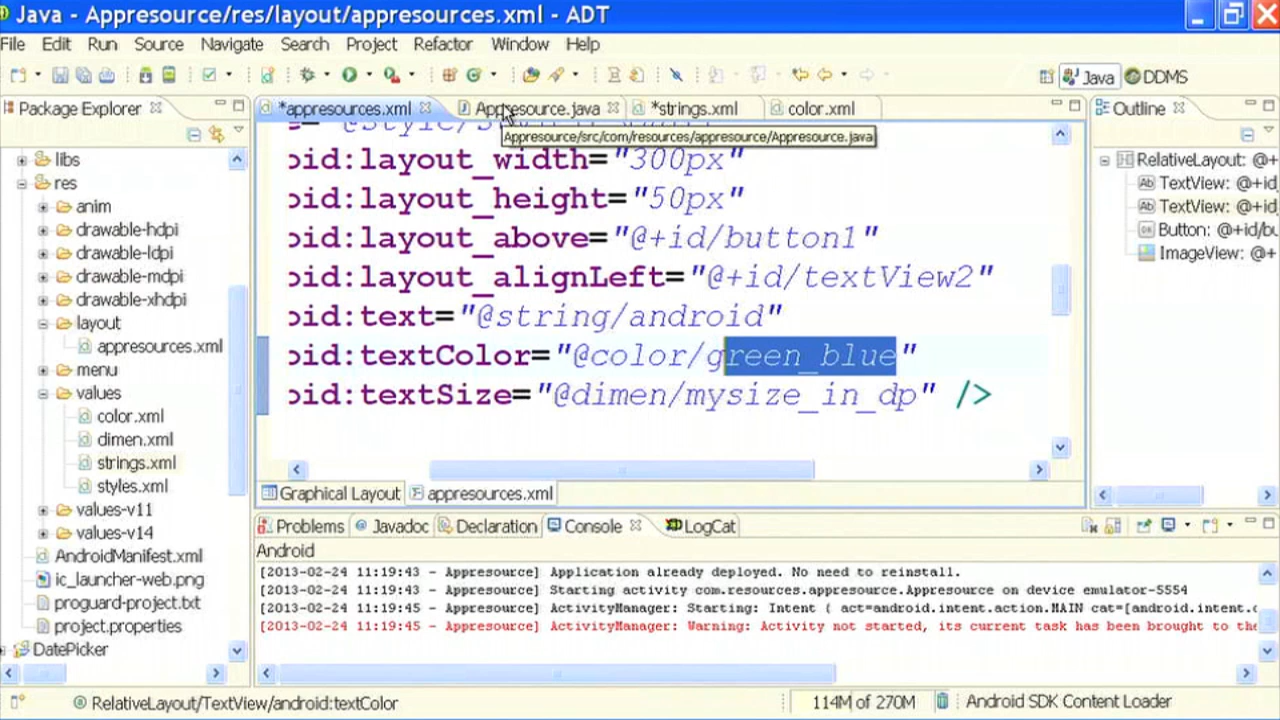 Java - Appresource/res/layout/appresources.xml - ADT
File Edit Run Source Navigate Search Project Refactor Window Help
Java DDMS
Package Explorer
*appresources.xml Appresource.java *strings.xml color.xml
Outline
Appresource/src/com/resources/appresource/Appresource.java
libs
res
anim
drawable-hdpi
drawable-ldpi
drawable-mdpi
drawable-xhdpi
layout
appresources.xml
menu
values
color.xml
dimen.xml
strings.xml
styles.xml
values-v11
values-v14
AndroidManifest.xml
ic_launcher-web.png
proguard-project.txt
project.properties
DatePicker
oid:layout_width="300px"
oid:layout_height="50px"
oid:layout_above="@+id/button1"
oid:layout_alignLeft="@+id/textView2"
oid:text="@string/android"
oid:textColor="@color/green_blue"
oid:textSize="@dimen/mysize_in_dp" />
Graphical Layout appresources.xml
RelativeLayout: @+
TextView: @+id
TextView: @+id
Button: @+id/bu
ImageView: @+
Problems Javadoc Declaration Console LogCat
Android
[2013-02-24 11:19:43 - Appresource] Application already deployed. No need to reinstall.
[2013-02-24 11:19:43 - Appresource] Starting activity com.resources.appresource.Appresource on device emulator-5554
[2013-02-24 11:19:45 - Appresource] ActivityManager: Starting: Intent { act=android.intent.action.MAIN cat=[android.intent.c
[2013-02-24 11:19:45 - Appresource] ActivityManager: Warning: Activity not started, its current task has been brought to the
RelativeLayout/TextView/android:textColor
114M of 270M
Android SDK Content Loader